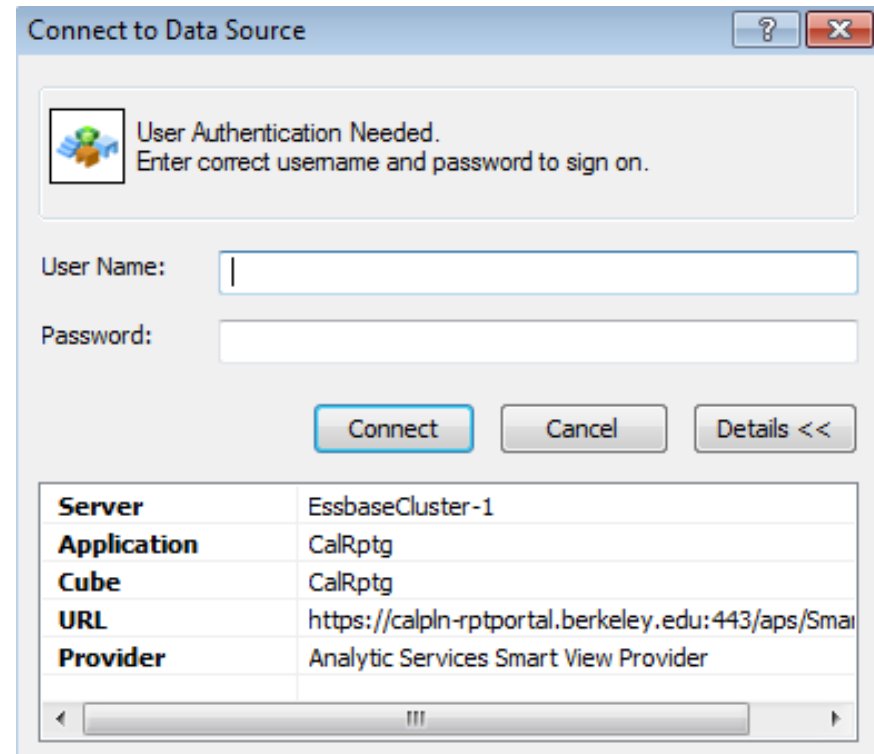 Connect to Data Source
User Authentication Needed.
Enter correct username and password to sign on.
User Name:
Password:
Connect Cancel Details <<
Server EssbaseCluster-1
Application CalRptg
Cube CalRptg
URL https://calpln-rptportal.berkeley.edu:443/aps/Smar
Provider Analytic Services Smart View Provider